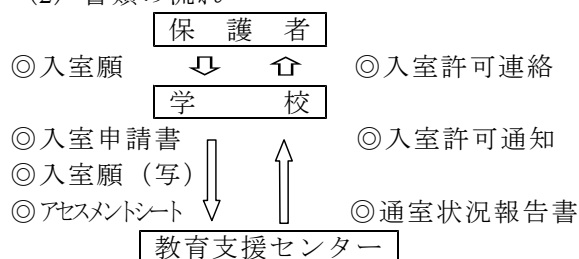 (2) 書類の流れ
保護者
◎入室願 ⇩ ⇧ ◎入室許可連絡
学校
◎入室申請書 ◎入室許可通知
◎入室願（写）
◎アセスメントシート ◎通室状況報告書
教育支援センター